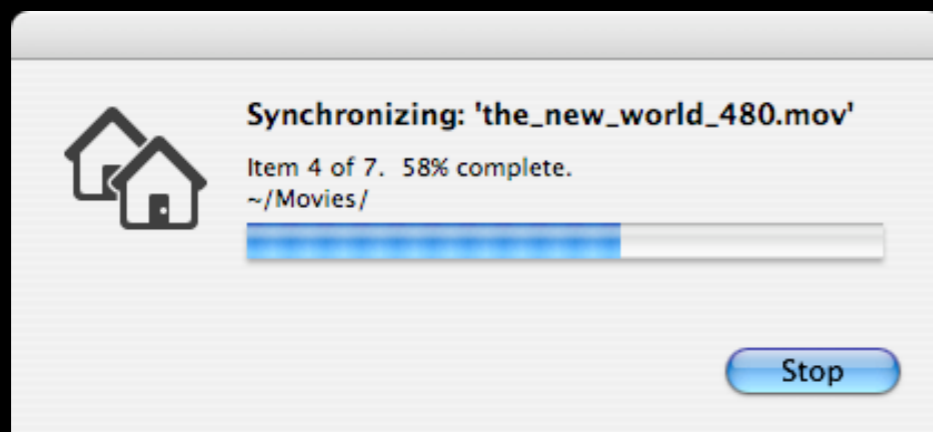 Synchronizing: 'the_new_world_480.mov'
Item 4 of 7.  58% complete.
~/Movies/
Stop